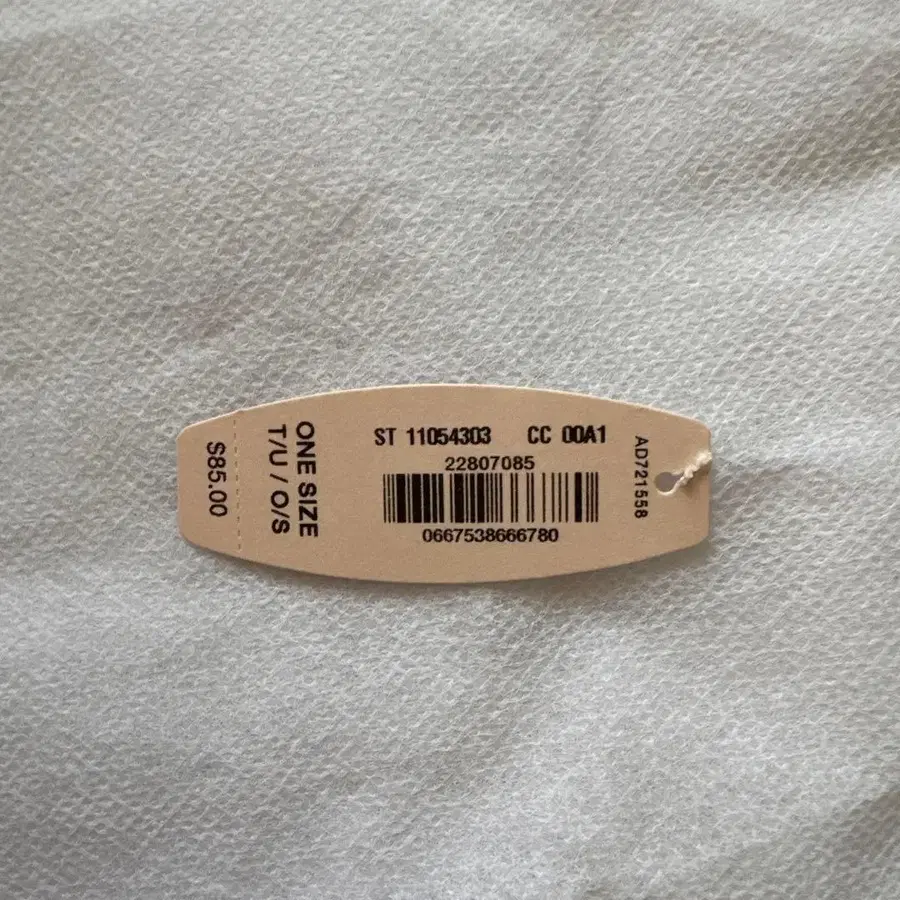 $85.00
ONE SIZE
T/U / O/S
ST 11054303 CC 00A1
22807085
0667538666780
AD721558